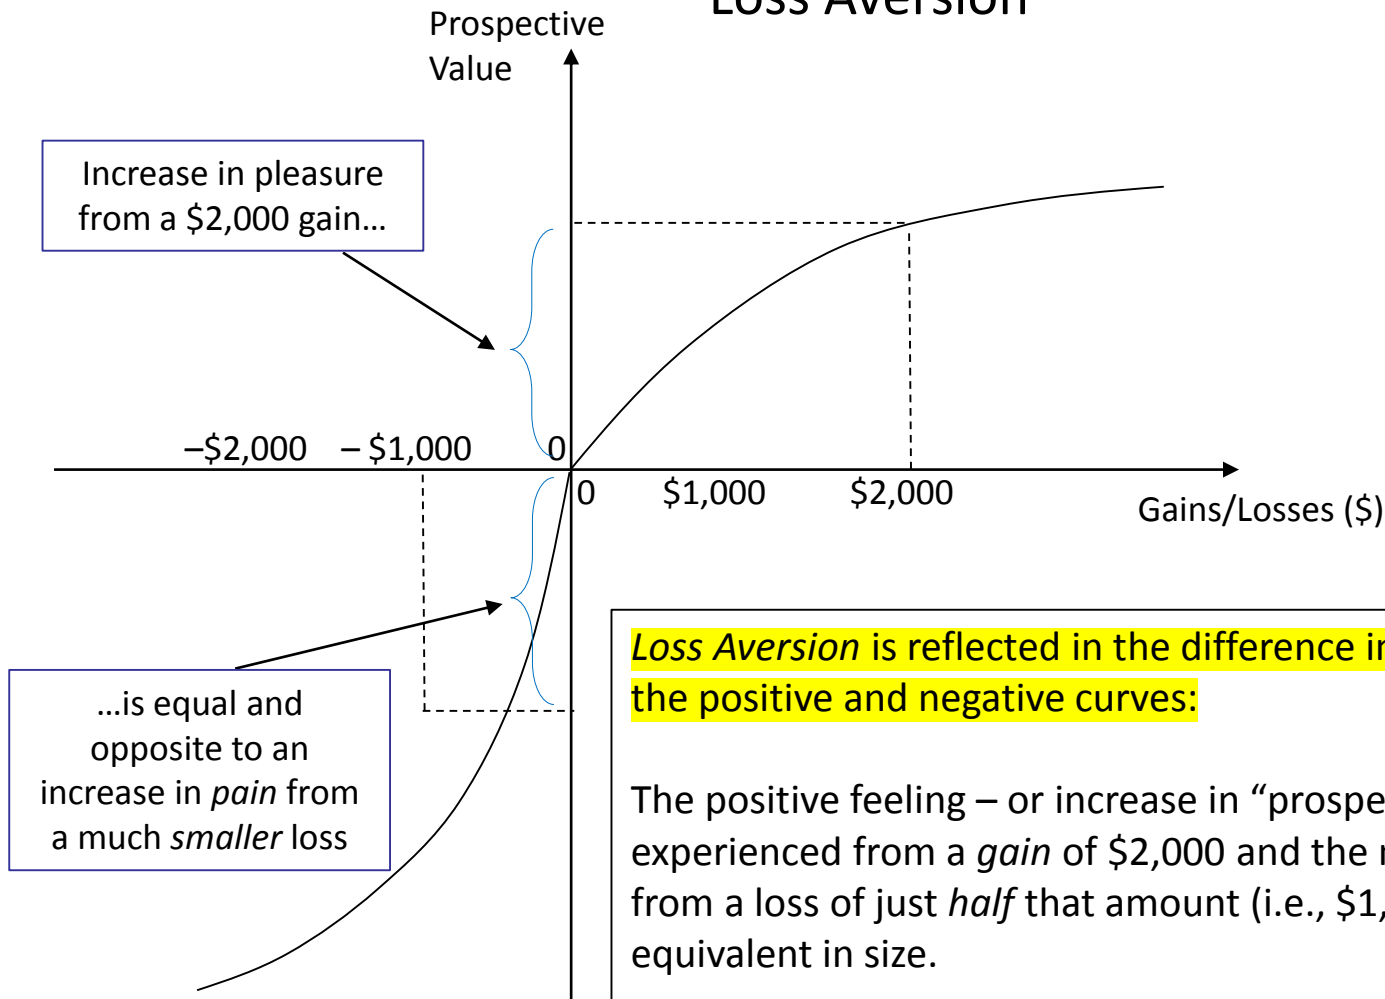 Loss Aversion
Prospective
Value
Increase in pleasure
from a $2,000 gain…
–$2,000 – $1,000 0
0 $1,000 $2,000
Gains/Losses ($)
…is equal and
opposite to an
increase in pain from
a much smaller loss
Loss Aversion is reflected in the difference in
the positive and negative curves:
The positive feeling – or increase in “prospe
experienced from a gain of $2,000 and the
from a loss of just half that amount (i.e., $1,
equivalent in size.